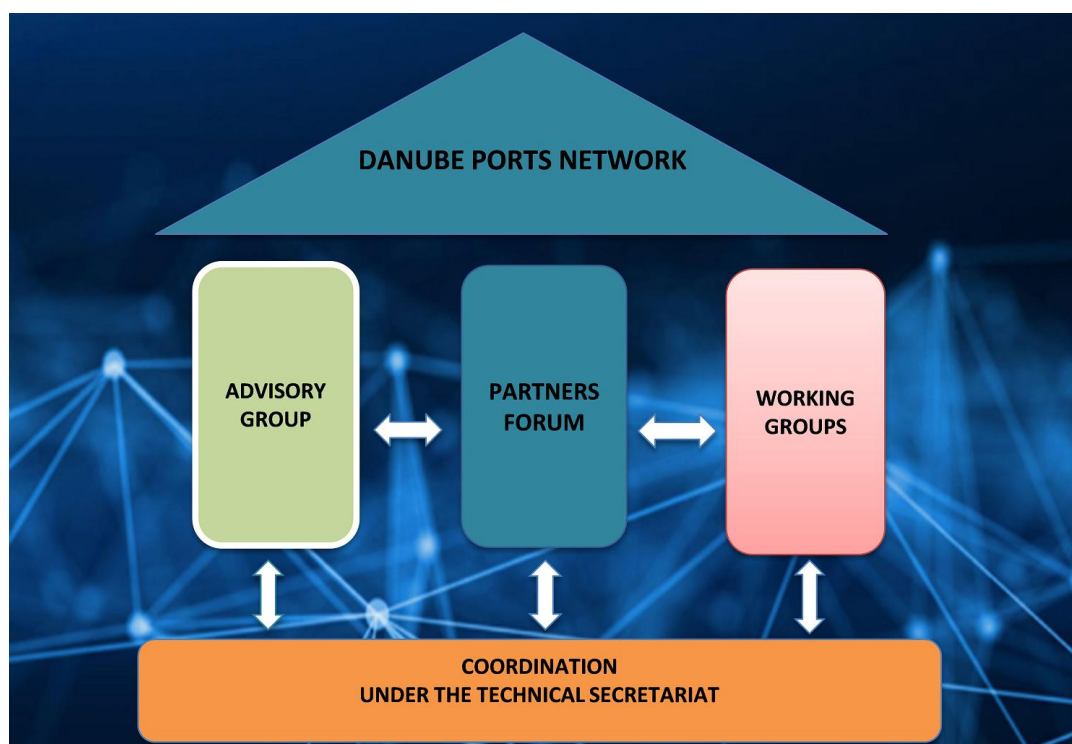 DANUBE PORTS NETWORK
ADVISORY
GROUP
PARTNERS
FORUM
WORKING
GROUPS
COORDINATION
UNDER THE TECHNICAL SECRETARIAT